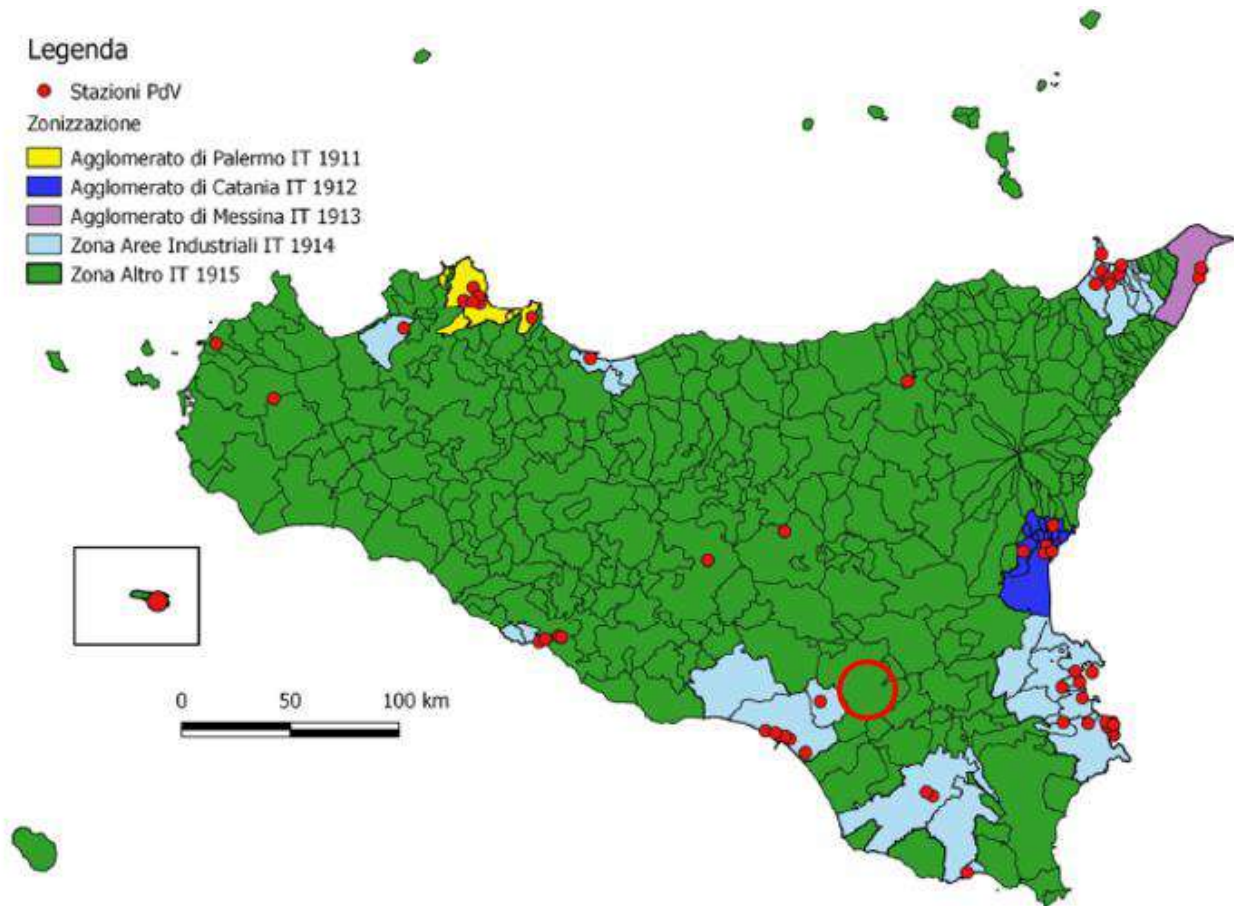 Legenda
Stazioni PdV
Zonizzazione
Agglomerato di Palermo IT 1911
Agglomerato di Catania IT 1912
Agglomerato di Messina IT 1913
Zona Aree Industriali IT 1914
Zona Altro IT 1915
0 50 100 km